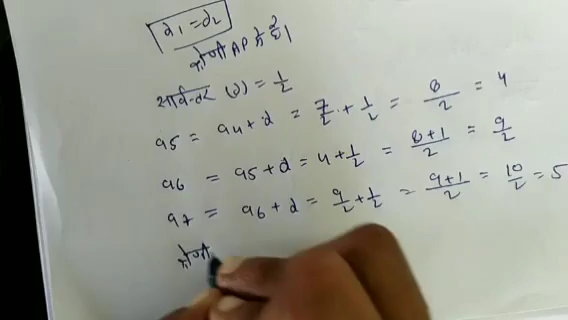 d₁ = d₂
श्रेणी AP में है।
सार्वन्तर (d) = 1/2
a5 = a4 + d = 7/2 + 1/2 = 8/2 = 4
a6 = a5 + d = 4 + 1/2 = 8+1/2 = 9/2
a7 = a6 + d = 9/2 + 1/2 = 9+1/2 = 10/2 = 5
श्रेणी